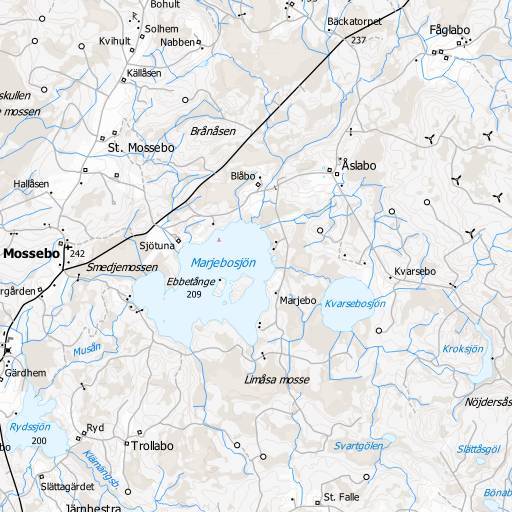 Bohult
Solhem
Bäckatorpet
Kvihult
Nabben
237
Fåglabo
Källåsen
skullen
e mossen
Brånåsen
St. Mossebo
Åslabo
Blåbo
Hallåsen
Mossebo
242
Sjötuna
Smedjemossen
Marjebosjön
Kvarsebo
Ebbetånge
209
rgården
Marjebo
Kvarsebosjön
Musån
Kroksjön
Gärdhem
Limåsa mosse
Nöjdersås
Rydssjön
200
Ryd
Trollabo
Svartgölen
Slättåsgöl
Klämängsb.
Slättagärdet
St. Falle
Bönab
Järnhestra